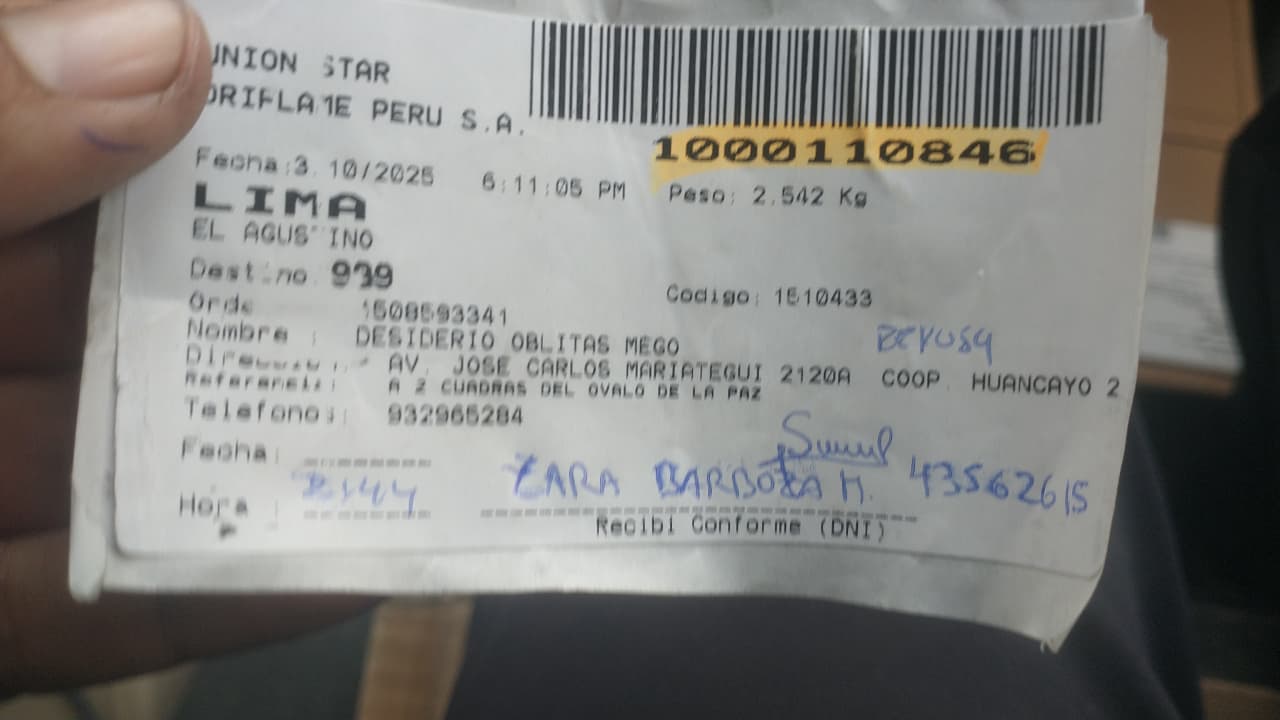 UNION STAR
ORIFLAME PERU S.A.
1000110846
Fecha:3.10/2025 6:11:05 PM Peso: 2.542 Kg
LIMA
EL AGUSTINO
Destino 939
Codigo: 1510433
Orde 1508593341
Nombre : DESIDERIO OBLITAS MEGO
Direccion: AV. JOSE CARLOS MARIATEGUI 2120A COOP. HUANCAYO 2
Referencia: A 2 CUADRAS DEL OVALO DE LA PAZ
Telefonos: 932965284
Fecha:
Hora : ZARA BARBOZA M. 43562615
Recibi Conforme (DNI)